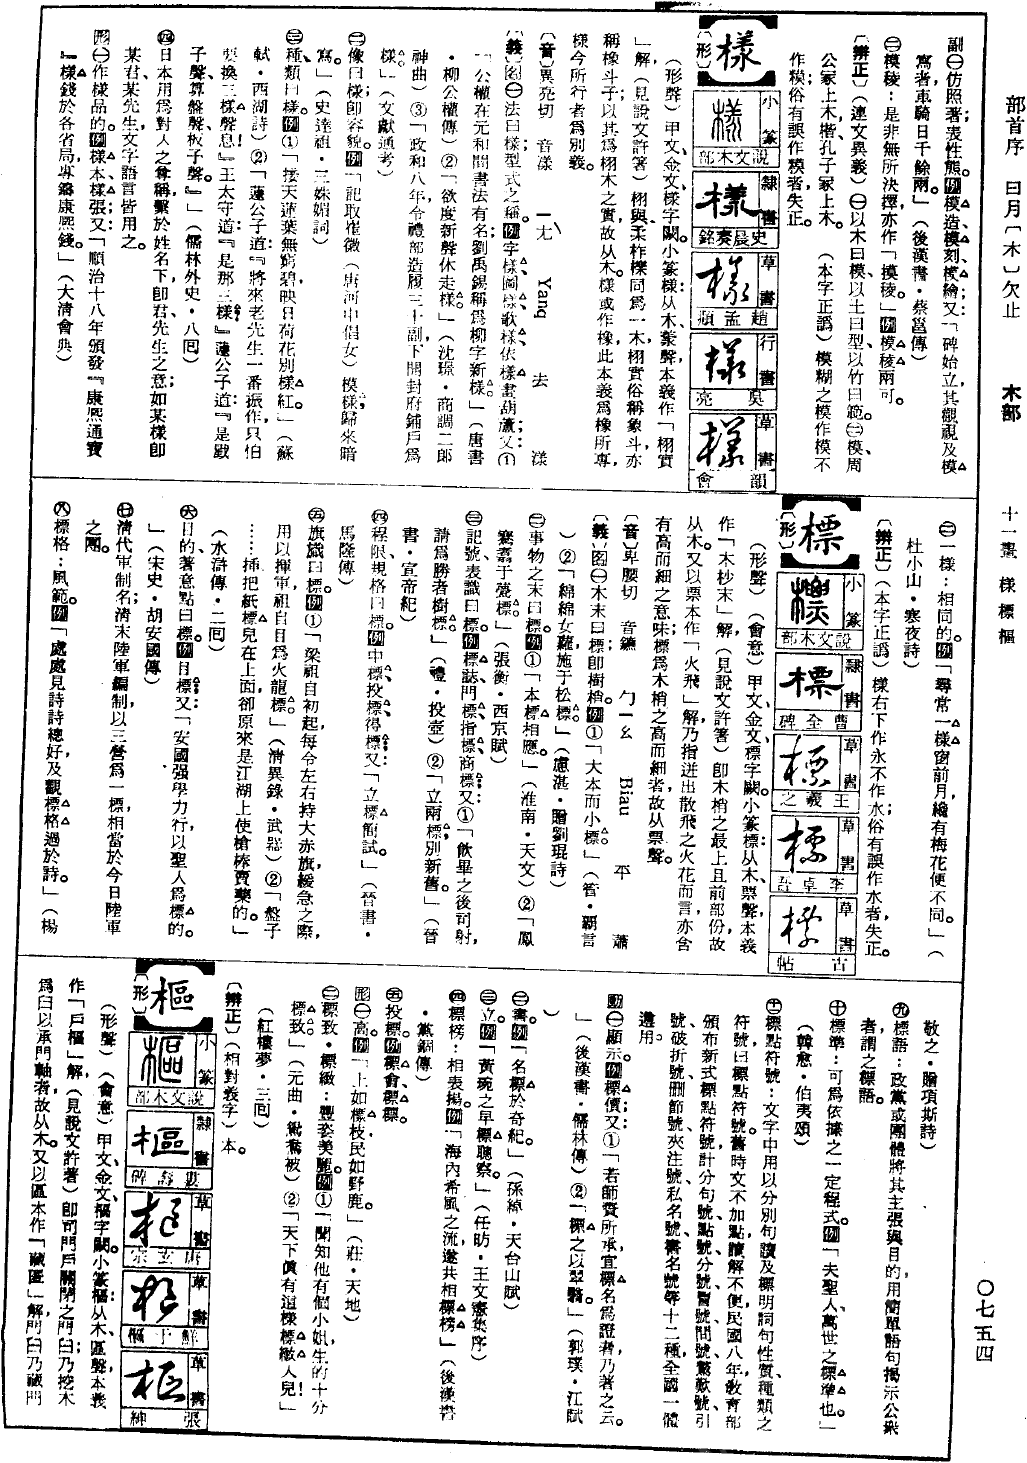 部首序 曰月〔木〕欠止 木部 十一畫 樣標樞 〇七五四
副㊀仿照著表性態。例模造、模刻、模繪;又「碑始立,其觀視及模
寫者,車騎日千餘兩。」(後漢書・蔡邕傳)
㊁模稜:是非無所決擇;亦作「摸稜。」例模稜兩可。
〔辨正〕(連文異義)㊀以木曰模,以土曰型,以竹曰範。㊁模,周
公冢上木;楷,孔子冢上木。 (本字正譌)模糊之模作模,不
作糢;俗有誤作糢者,失正。
樣
〔形〕
小篆 說文木部
隸書 史晨奏銘
草書 趙孟頫
行書 吳亮
草書 韻會
(形聲)甲文、金文樣字闕。小篆樣:从木,羕聲,本義作「栩實
」解,(見說文許著)栩與柔、柞、櫟同爲一木,栩實俗稱象斗,亦
稱橡斗子;以其爲栩木之實,故从木。樣或作橡,此本義爲橡所專,
樣今所行者爲別義。
〔音〕異亮切 音漾 ㄧㄤˋ Yang 去 漾
〔義〕名㊀法曰樣,型式之稱。例字樣、圖樣、歌樣、依樣畫葫蘆;又:①
「公權在元和間書法有名,劉禹錫稱爲柳字新樣。」(唐書
・柳公權傳)②「欲度新聲休走樣。」(沈璟・商調二郎
神曲)③「政和八年,令禮部造履三十副,下開封府鋪戶爲
樣。」(文獻通考)
㊁像曰樣,即容貌。例「記取崔徽(唐河中倡女)模樣,歸來暗
寫。」(史達祖・三姝媚詞)
㊂種類曰樣。例①「接天蓮葉無窮碧,映日荷花別樣紅。」(蘇
軾・西湖詩)②「蘧公子道:『將來老先生一番振作,只怕
要換三樣聲息!』王太守道:『是那三樣?』蘧公子道:『是戥
子聲,算盤聲,板子聲。』」(儒林外史・八回)
㊃日本用爲對人之尊稱,繫於姓名下,即君、先生之意;如某樣即
某君、某先生;文字語言皆用之。
形㊀作樣品的。例樣本、樣張;又「順治十八年,頒發『康熙通寶
』樣錢於各省局,專鑄康熙錢。」(大清會典)
㊁一樣:相同的。例「尋常一樣窗前月,纔有梅花便不同。」(
杜小山・寒夜詩)
〔辨正〕(本字正譌)樣右下作永,不作水;俗有誤作水者,失正。
標
〔形〕
小篆 說文木部
隸書 曹全碑
草書 王羲之
草書 李卓吾
草書 古帖
(形聲)(會意)甲文、金文標字闕。小篆標:从木,票聲,本義
作「木杪末」解,(見說文許著)即木梢之最上且前部份,故
从木。又以票本作「火飛」解,乃指迸出散飛之火花而言,亦含
有高而細之意味;標爲木梢之高而細者,故从票聲。
〔音〕卑腰切 音鑣 ㄅㄧㄠ Biau 平 蕭
〔義〕名㊀木末曰標,即樹梢。例①「大本而小標。」(管・霸言
)②「綿綿女蘿,施于松標。」(盧湛・贈劉琨詩)
㊁事物之末曰標。例①「本標相應。」(淮南・天文)②「鳳
騫翥于甍標。」(張衡・西京賦)
㊂記號、表識曰標。例標誌、門標、指標、商標;又①「飲畢之後,司射
請爲勝者樹標。」(禮・投壺)②「立兩標,別新舊。」(晉
書・宣帝紀)
㊃程限、規格曰標。例中標、投標、得標;又「立標簡試。」(晉書・
馬隆傳)
㊄旗識曰標。例①「梁祖自初起,每令左右持大赤旗,緩急之際,
用以揮軍,祖自目爲火龍標。」(清異錄・武器)②「盤子
……插把紙標兒在上面,卻原來是江湖上使槍棒賣藥的。」
(水滸傳・二回)
㊅目的、著意點曰標。例目標;又「安國强學力行,以聖人爲標的。
」(宋史・胡安國傳)
㊆清代軍制名;清末陸軍編制以三營爲一標,相當於今日陸軍
之團。
㊇標格:風範。例「處處見詩詩總好,及觀標格過於詩。」(楊
敬之・贈項斯詩)
㊈標語:政黨或團體將其主張與目的,用簡單語句揭示公衆
者謂之標語。
㊉標準:可爲依據之一定程式。例「夫聖人,萬世之標準也。」
(韓愈・伯夷頌)
⑪標點符號:文字中用以分別句讀及標明詞句性質、種類之
符號曰標點符號。舊時文不加點,讀解不便,民國八年教育部
頒布新式標點符號,計分句號、點號、分號、冒號、問號、驚歎號、引
號、破折號、刪節號、夾注號、私名號、書名號等十二種,全國一體
遵用。
動㊀顯示。例標價;又①「若師資所承,宜標名爲證者,乃著之云。
」(後漢書・儒林傳)②「標之以翠翳。」(郭璞・江賦
)
㊁書。例「名標於奇紀。」(孫綽・天台山賦)
㊂立。例「黃琬之早標聰察。」(任昉・王文憲集序)
㊃標榜:相表揚。例「海內希風之流,遂共相標榜。」(後漢書
・黨錮傳)
㊄投標。例標會、標標。
形㊀高。例「上如標枝,民如野鹿。」(莊・天地)
㊁標致・標緻:豐姿美麗。例①「聞知他有個小姐,生的十分
標致。」(元曲・鴛鴦被)②「天下眞有這樣標緻人兒!」
(紅樓夢・三回)
〔辨正〕(相對義字)本。
樞
〔形〕
小篆 說文木部
隸書 婁壽碑
草書 唐玄宗
草書 鮮于樞
草書 張紳
(形聲)(會意)甲文、金文樞字闕。小篆樞:从木,區聲,本義
作「戶樞」解,(見說文許著)即司門戶關閉之門臼;乃挖木
爲臼以承門軸者,故从木。又以區本作「藏匿」解,門臼乃藏門